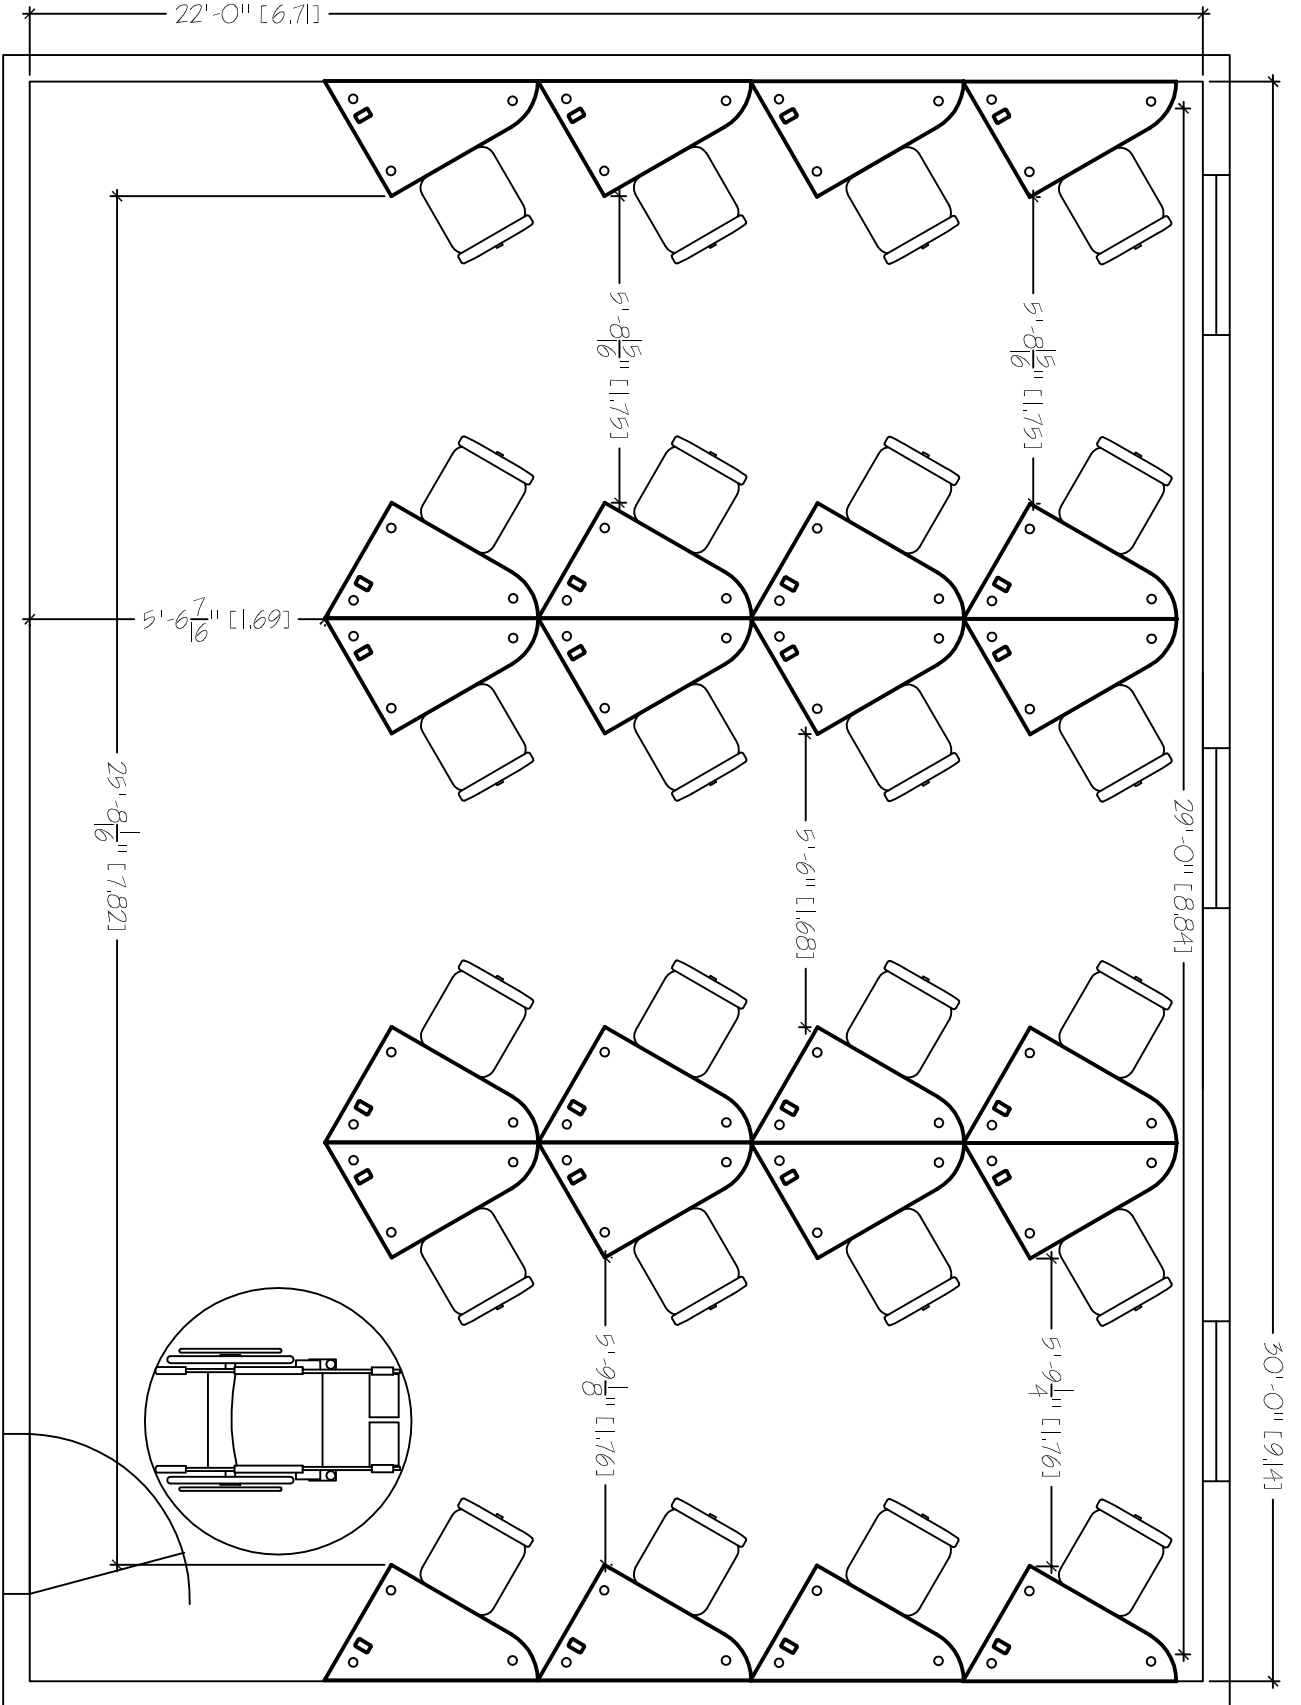 22'-0" [6.71]
5'-8 15/16" [1.75]
5'-8 15/16" [1.75]
5'-6 7/16" [1.69]
25'-8 1/16" [7.82]
5'-6" [1.68]
29'-0" [8.84]
5'-9 1/8" [1.76]
5'-9 1/4" [1.76]
30'-0" [9.14]